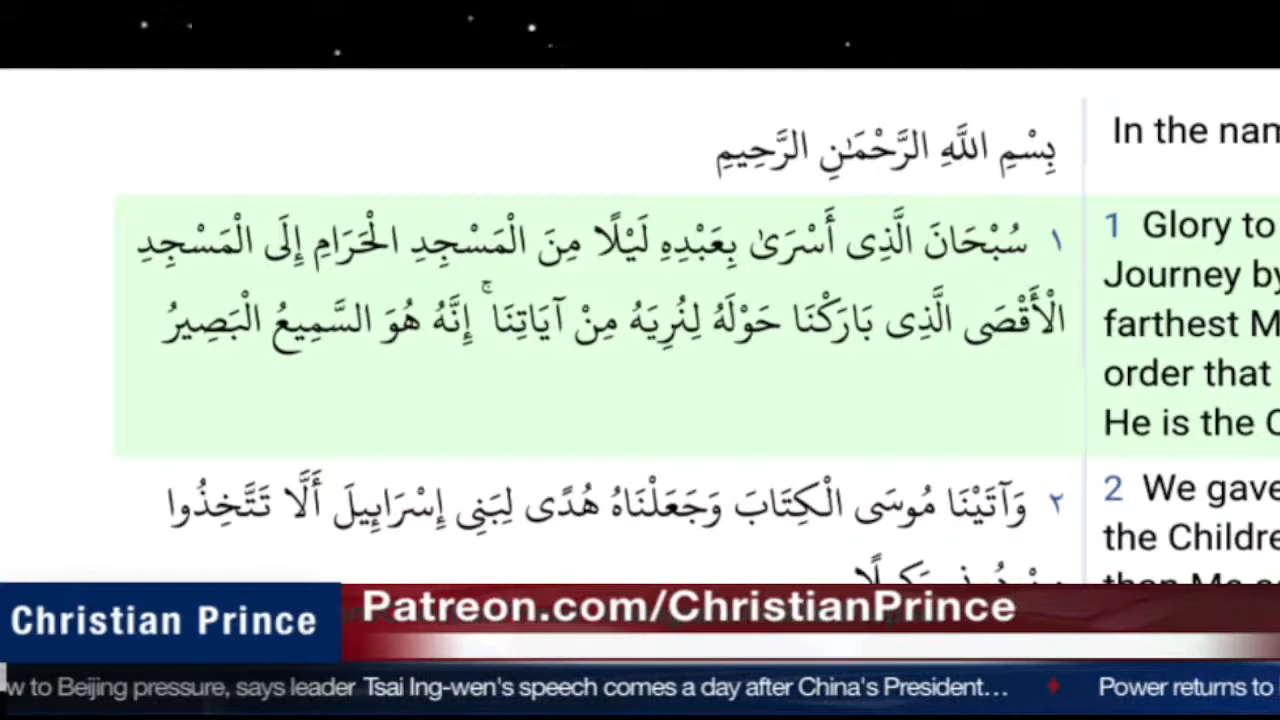 بِسْمِ اللَّهِ الرَّحْمَٰنِ الرَّحِيمِ
In the nam
١ سُبْحَانَ الَّذِي أَسْرَىٰ بِعَبْدِهِ لَيْلًا مِنَ الْمَسْجِدِ الْحَرَامِ إِلَى الْمَسْجِدِ
الْأَقْصَى الَّذِي بَارَكْنَا حَوْلَهُ لِنُرِيَهُ مِنْ آيَاتِنَا ۚ إِنَّهُ هُوَ السَّمِيعُ الْبَصِيرُ
1 Glory to
Journey by
farthest M
order that
He is the
٢ وَآتَيْنَا مُوسَى الْكِتَابَ وَجَعَلْنَاهُ هُدًى لِبَنِي إِسْرَائِيلَ أَلَّا تَتَّخِذُوا
2 We gave
the Childre
Christian Prince
Patreon.com/ChristianPrince
w to Beijing pressure, says leader Tsai Ing-wen's speech comes a day after China's President… Power returns to